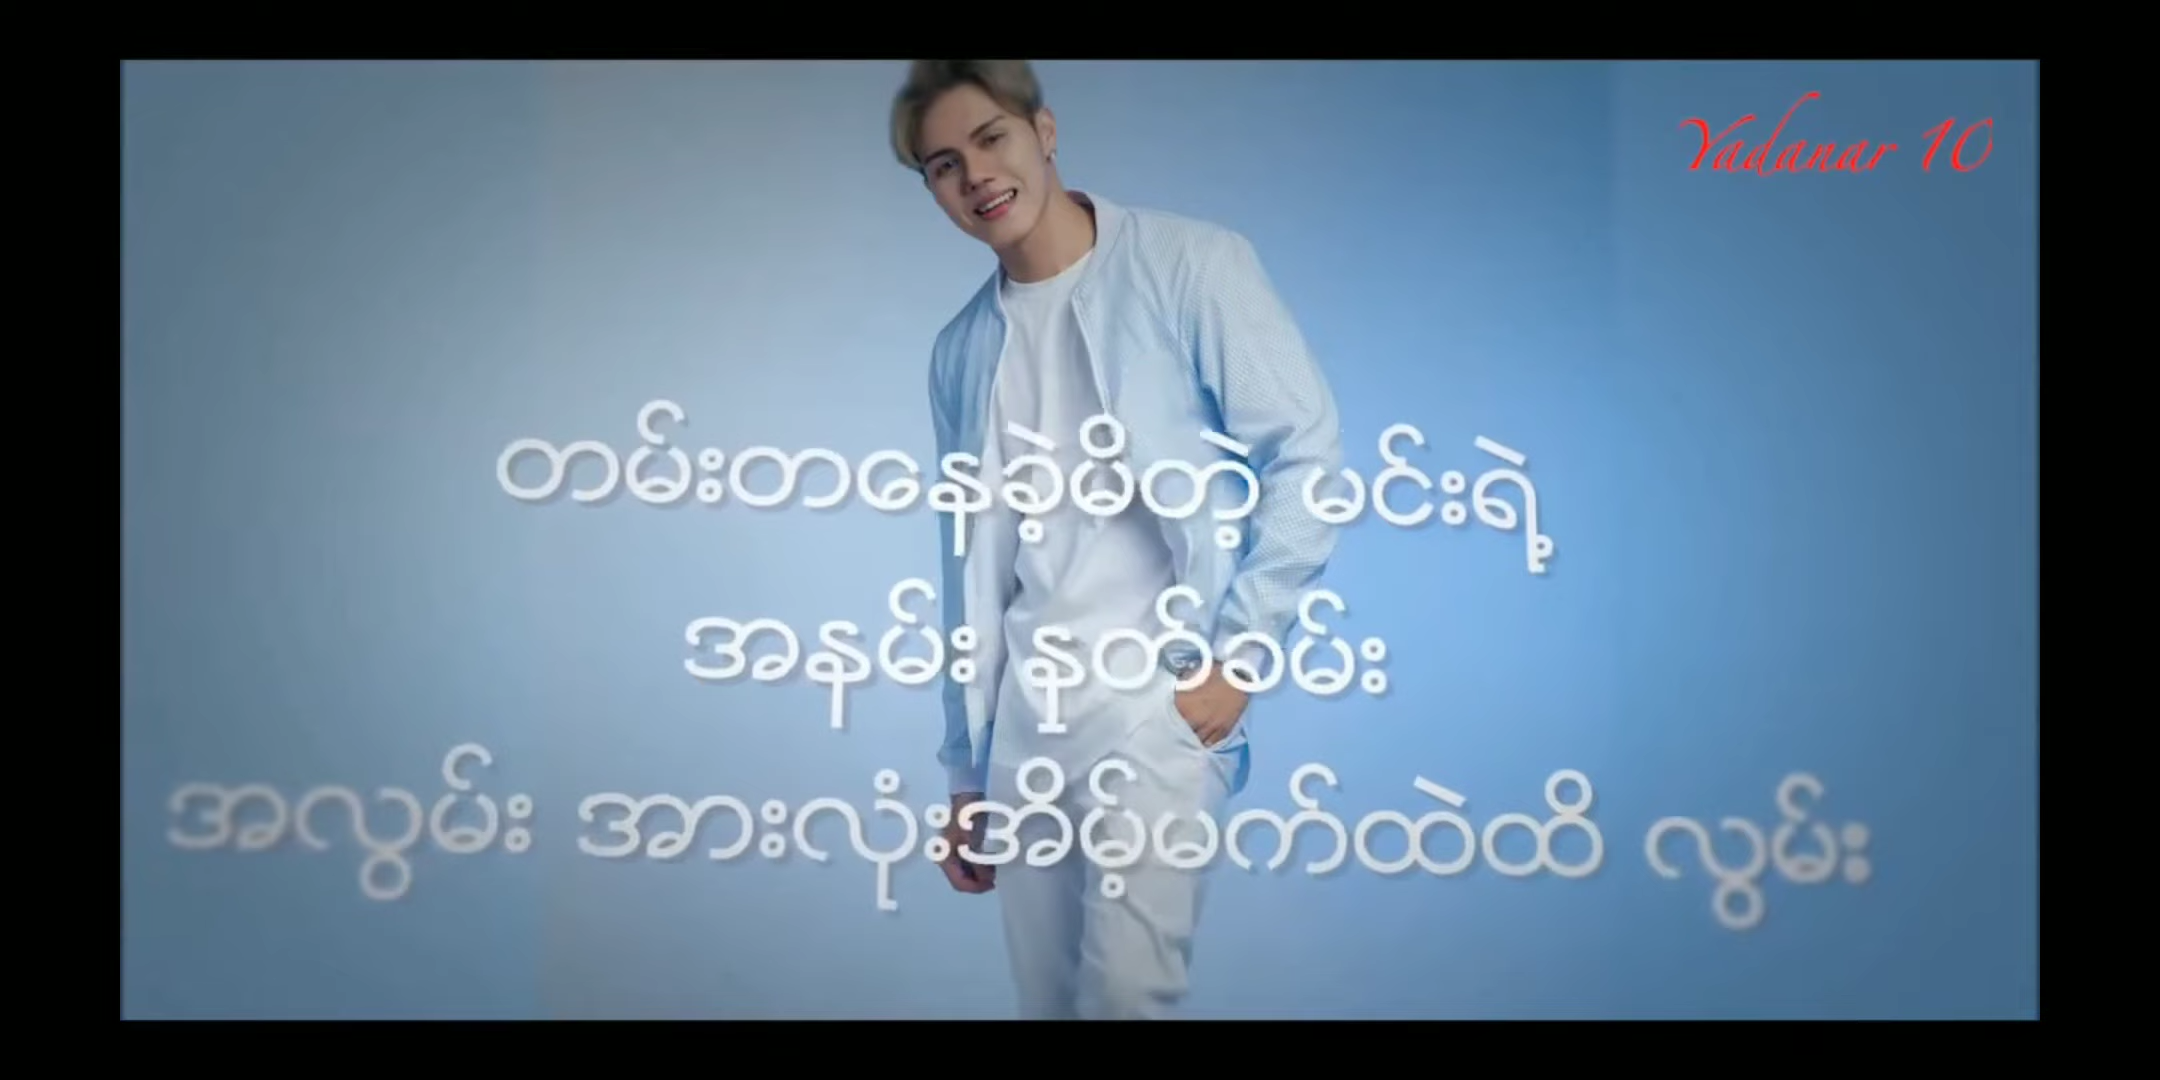 Yadanar 10
တမ်းတနေခဲ့မိတဲ့ မင်းရဲ့
အနမ်း နှုတ်ခမ်း
အလွမ်း အားလုံးအိမ့်မက်ထဲထိ လွမ်း